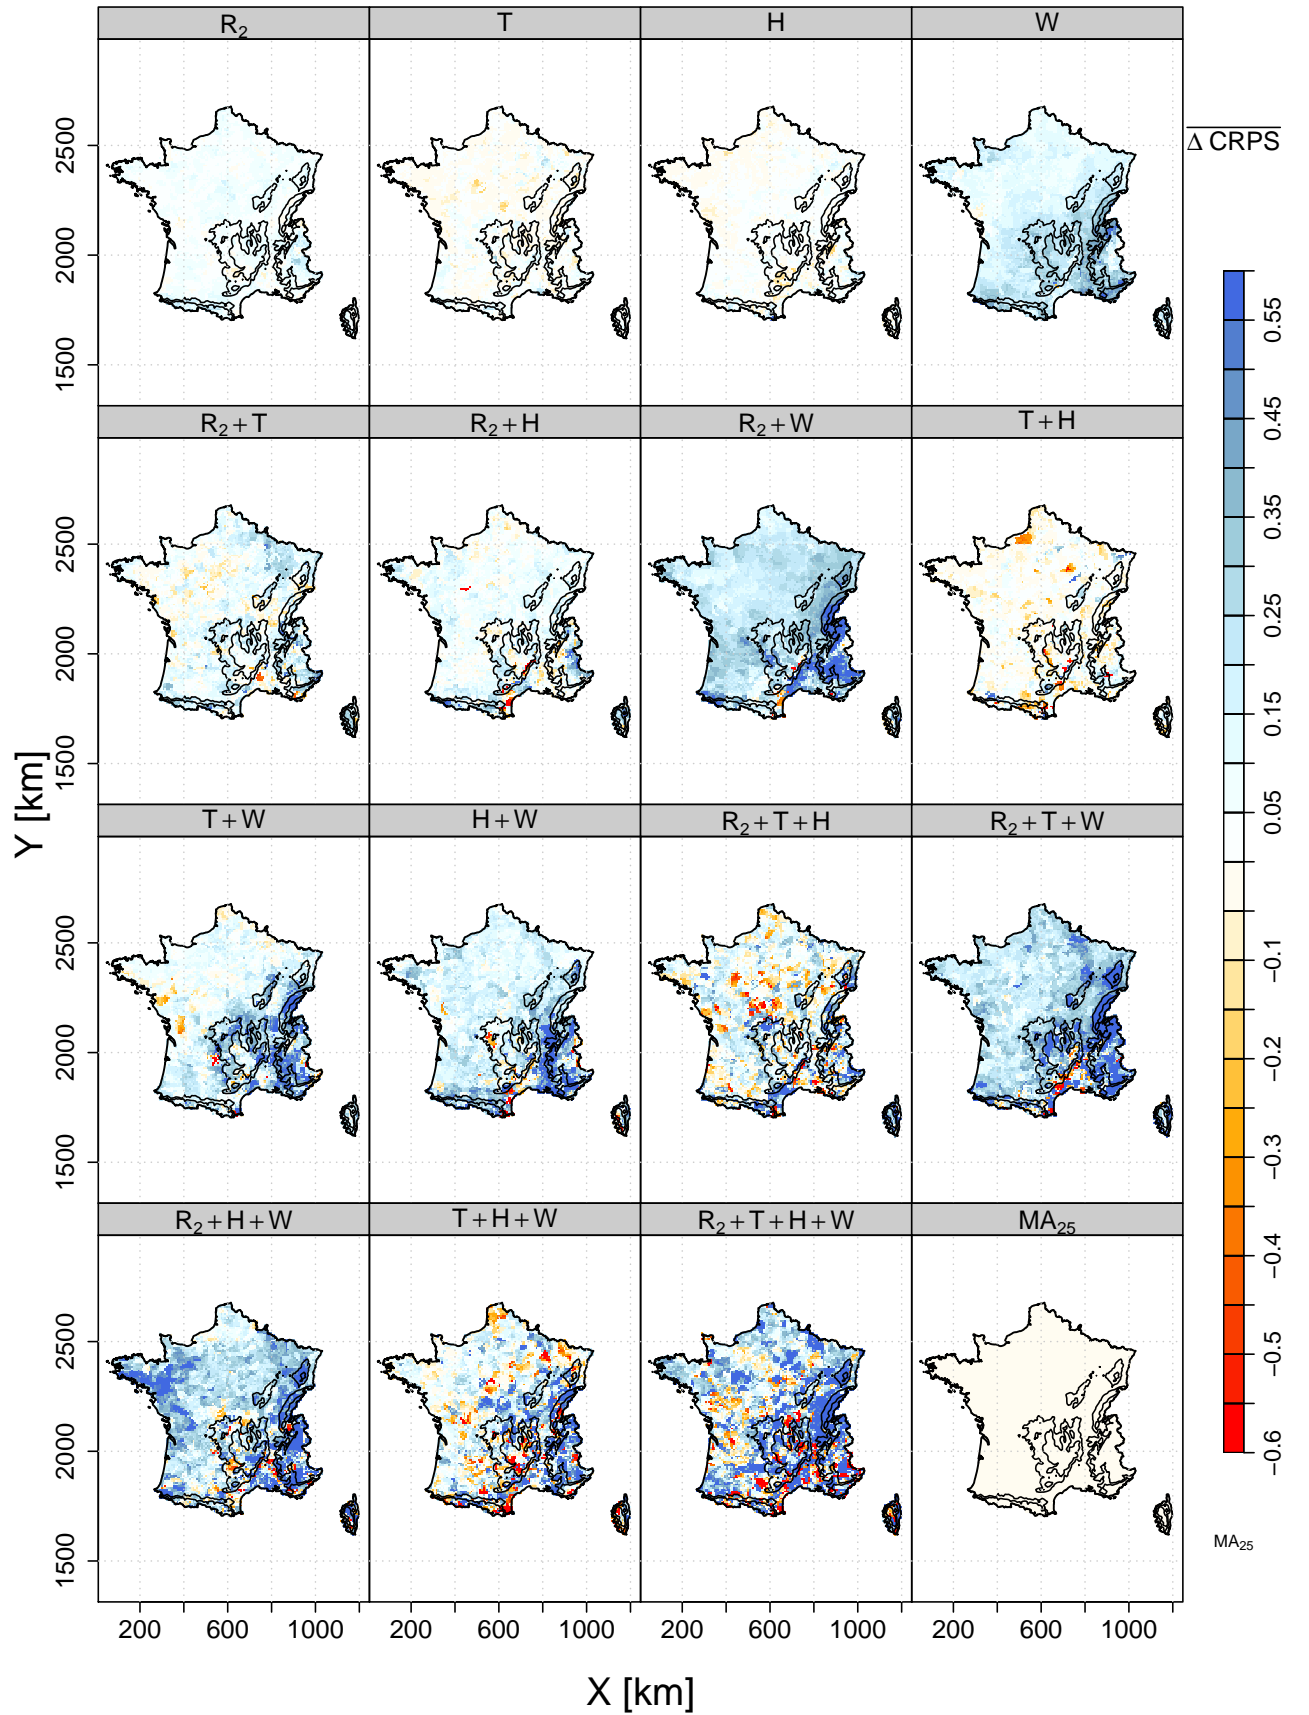 R₂ T H W
Δ CRPS
2500
2000
1500
R₂+T R₂+H R₂+W T+H
2500
2000
1500
T+W H+W R₂+T+H R₂+T+W
2500
2000
1500
R₂+H+W T+H+W R₂+T+H+W MA₂₅
2500
2000
1500
200 600 1000 200 600 1000 200 600 1000 200 600 1000
X [km]
Y [km]
0.55
0.45
0.35
0.25
0.15
0.05
−0.1
−0.2
−0.3
−0.4
−0.5
−0.6
MA₂₅